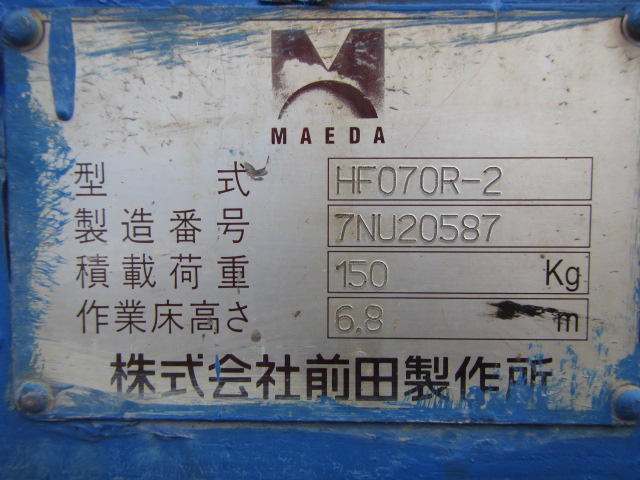 MAEDA
型式 HF070R-2
製造番号 7NU20587
積載荷重 150 Kg
作業床高さ 6,8 m
株式会社前田製作所